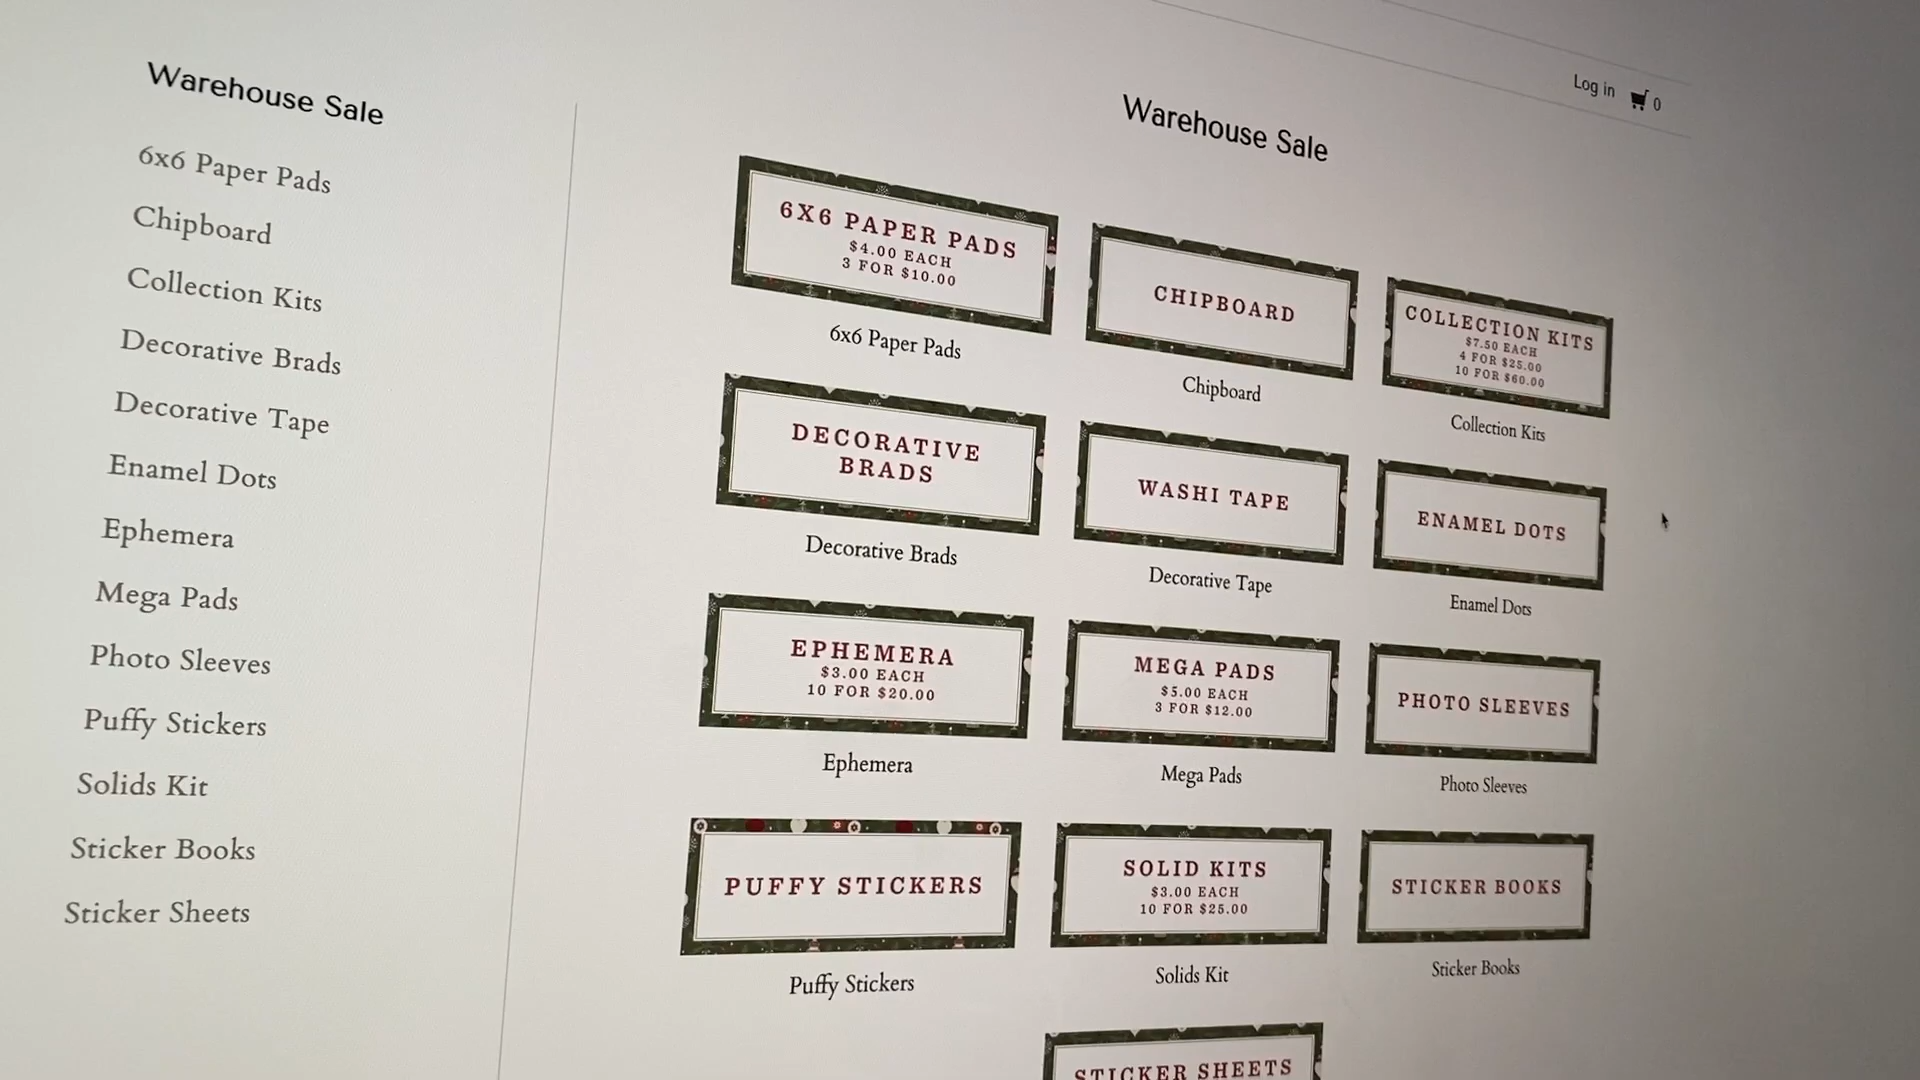 Log in 0
Warehouse Sale
6x6 Paper Pads
Chipboard
Collection Kits
Decorative Brads
Decorative Tape
Enamel Dots
Ephemera
Mega Pads
Photo Sleeves
Puffy Stickers
Solids Kit
Sticker Books
Sticker Sheets
Warehouse Sale
6X6 PAPER PADS
$4.00 EACH
3 FOR $10.00
6x6 Paper Pads
CHIPBOARD
Chipboard
COLLECTION KITS
$7.50 EACH
4 FOR $25.00
10 FOR $60.00
Collection Kits
DECORATIVE
BRADS
Decorative Brads
WASHI TAPE
Decorative Tape
ENAMEL DOTS
Enamel Dots
EPHEMERA
$3.00 EACH
10 FOR $20.00
Ephemera
MEGA PADS
$5.00 EACH
3 FOR $12.00
Mega Pads
PHOTO SLEEVES
Photo Sleeves
PUFFY STICKERS
Puffy Stickers
SOLID KITS
$3.00 EACH
10 FOR $25.00
Solids Kit
STICKER BOOKS
Sticker Books
STICKER SHEETS